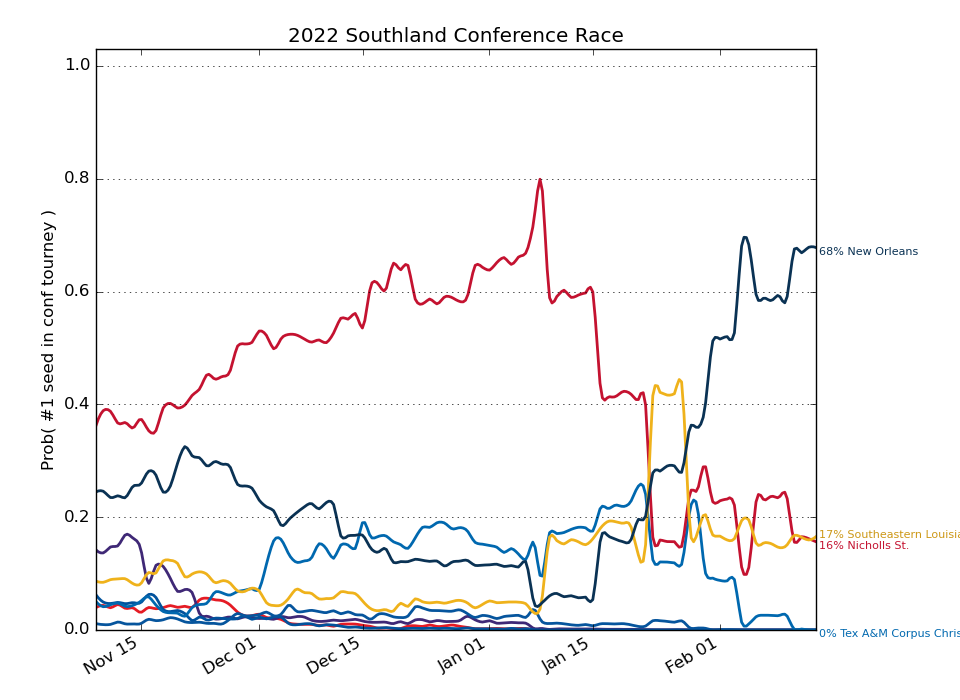 2022 Southland Conference Race
Prob( #1 seed in conf tourney )
1.0
0.8
0.6
0.4
0.2
0.0
68% New Orleans
17% Southeastern Louisia
16% Nicholls St.
0% Tex A&M Corpus Chris
Nov 15
Dec 01
Dec 15
Jan 01
Jan 15
Feb 01